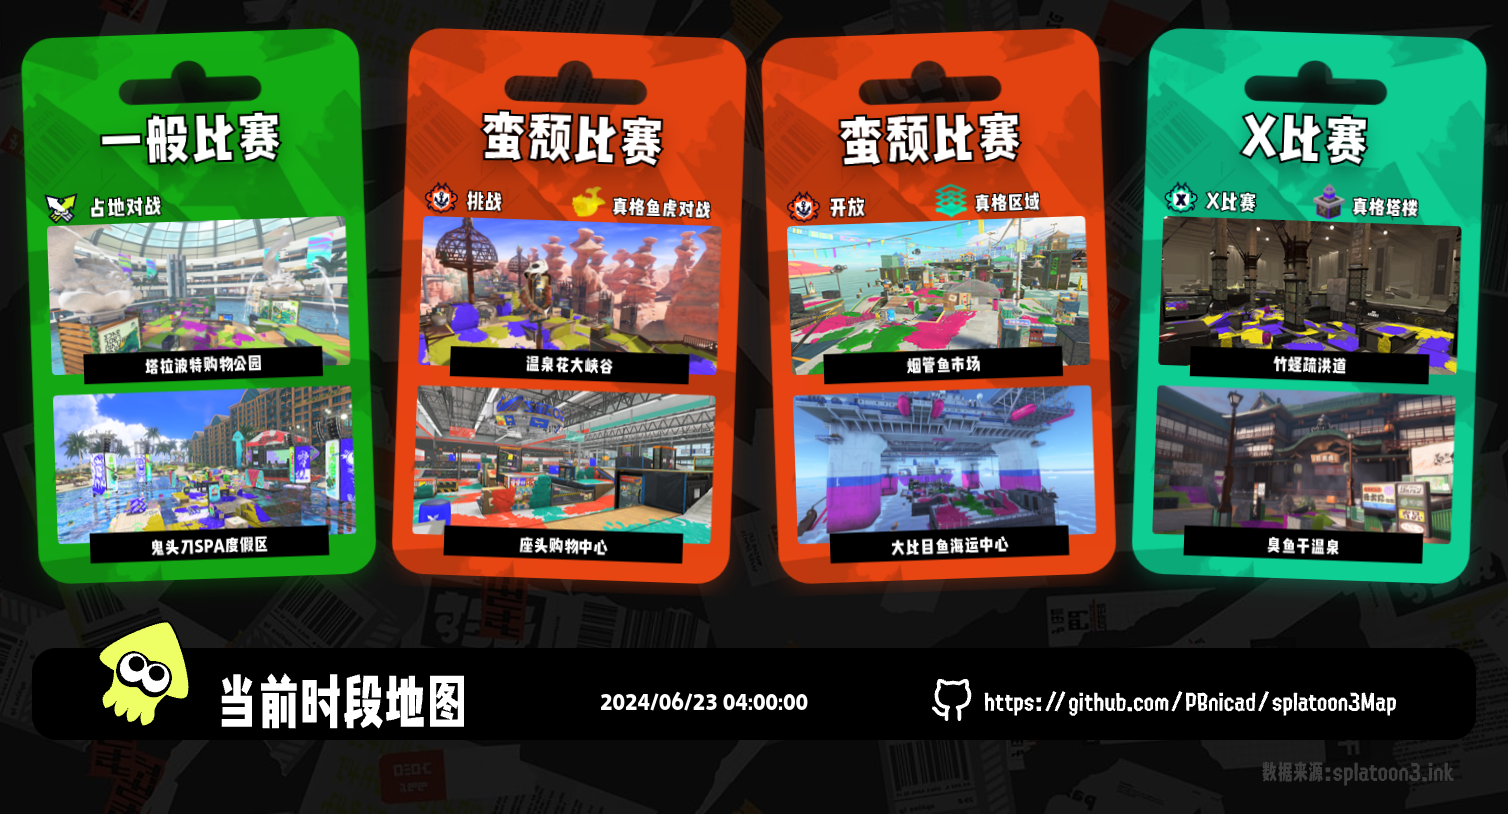 一般比赛
占地对战
塔拉波特购物公园
鬼头刀SPA度假区
蛮颓比赛
挑战
真格鱼虎对战
温泉花大峡谷
座头购物中心
蛮颓比赛
开放
真格区域
烟管鱼市场
大比目鱼海运中心
X比赛
X比赛
真格塔楼
竹蛏疏洪道
臭鱼干温泉
当前时段地图
2024/06/23 04:00:00
https://github.com/PBnicad/splatoon3Map
数据来源:splatoon3.ink